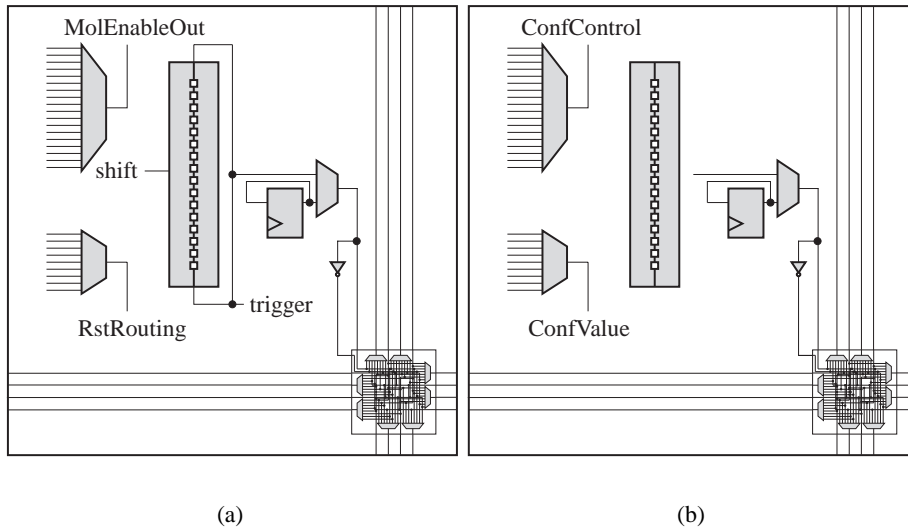 MolEnableOut
shift
trigger
RstRouting
ConfControl
ConfValue
(a)
(b)